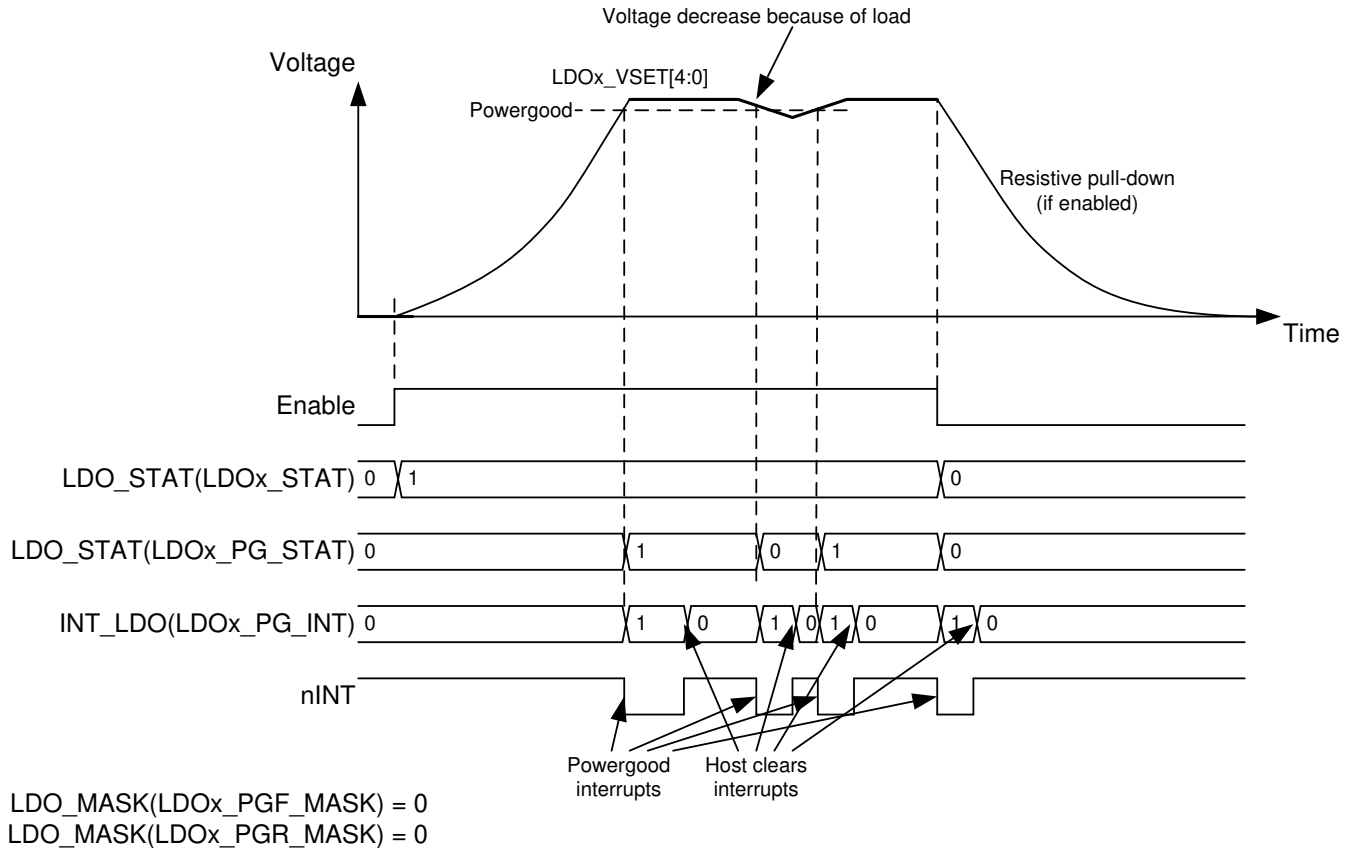 Voltage decrease because of load
Voltage
LDOx_VSET[4:0]
Powergood
Resistive pull-down
(if enabled)
Time
Enable
LDO_STAT(LDOx_STAT) 0 1 0
LDO_STAT(LDOx_PG_STAT) 0 1 0 1 0
INT_LDO(LDOx_PG_INT) 0 1 0 1 0 1 0 1 0
nINT
Powergood
interrupts
Host clears
interrupts
LDO_MASK(LDOx_PGF_MASK) = 0
LDO_MASK(LDOx_PGR_MASK) = 0